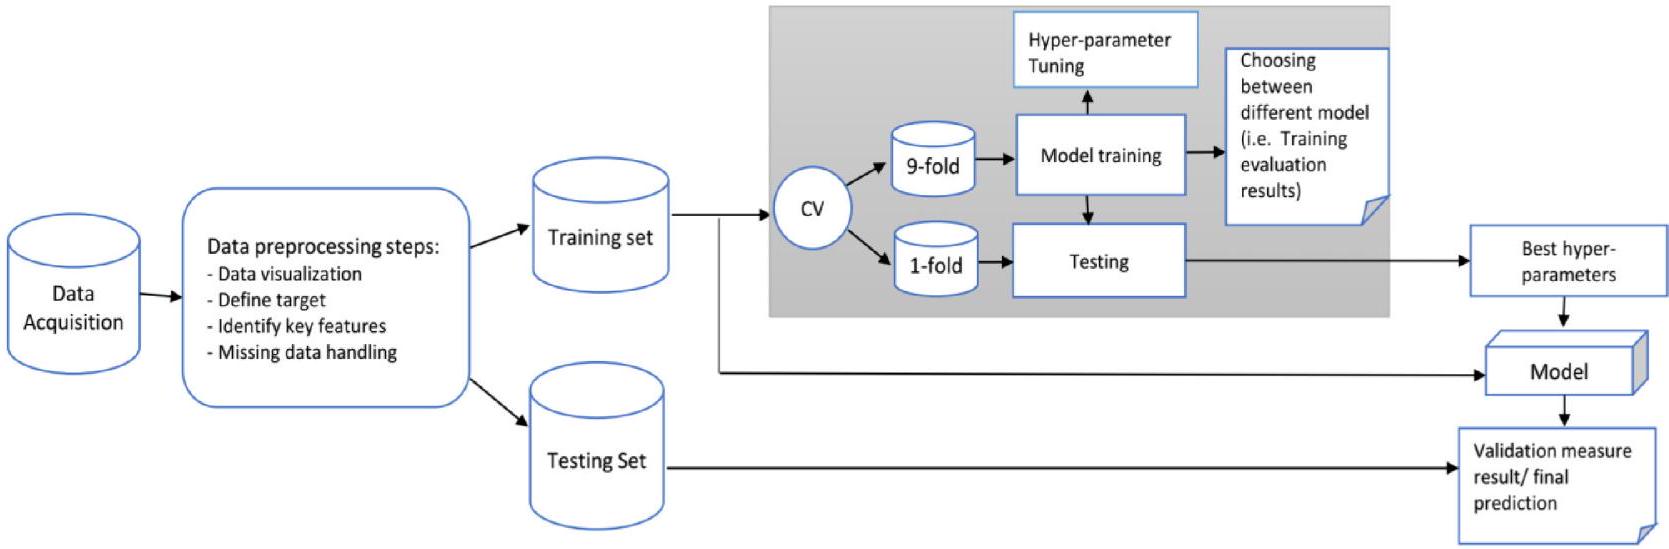 Data
Acquisition
Data preprocessing steps:
- Data visualization
- Define target
- Identify key features
- Missing data handling
Training set
Testing Set
CV
9-fold
1-fold
Hyper-parameter
Tuning
Model training
Testing
Choosing
between
different model
(i.e. Training
evaluation
results)
Best hyper-
parameters
Model
Validation measure
result/ final
prediction